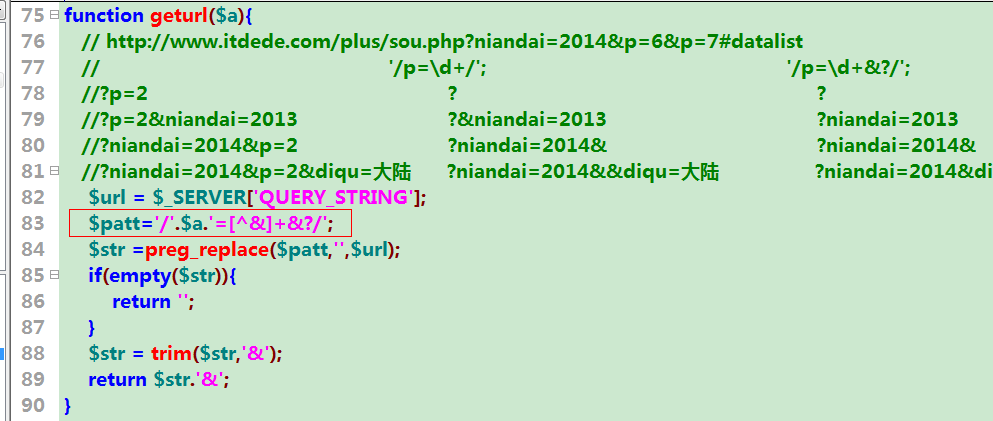 75 function geturl($a){
76 // http://www.itdede.com/plus/sou.php?niandai=2014&p=6&p=7#datalist
77 // '/p=\d+/'; '/p=\d+&?/';
78 //?p=2 ? ?
79 //?p=2&niandai=2013 ?&niandai=2013 ?niandai=2013
80 //?niandai=2014&p=2 ?niandai=2014& ?niandai=2014&
81 //?niandai=2014&p=2&diqu=大陆 ?niandai=2014&&diqu=大陆 ?niandai=2014&di
82 $url = $_SERVER['QUERY_STRING'];
83 $patt='/'.$a.'=[^&]+&?/';
84 $str =preg_replace($patt,'',$url);
85 if(empty($str)){
86 return '';
87 }
88 $str = trim($str,'&');
89 return $str.'&';
90 }